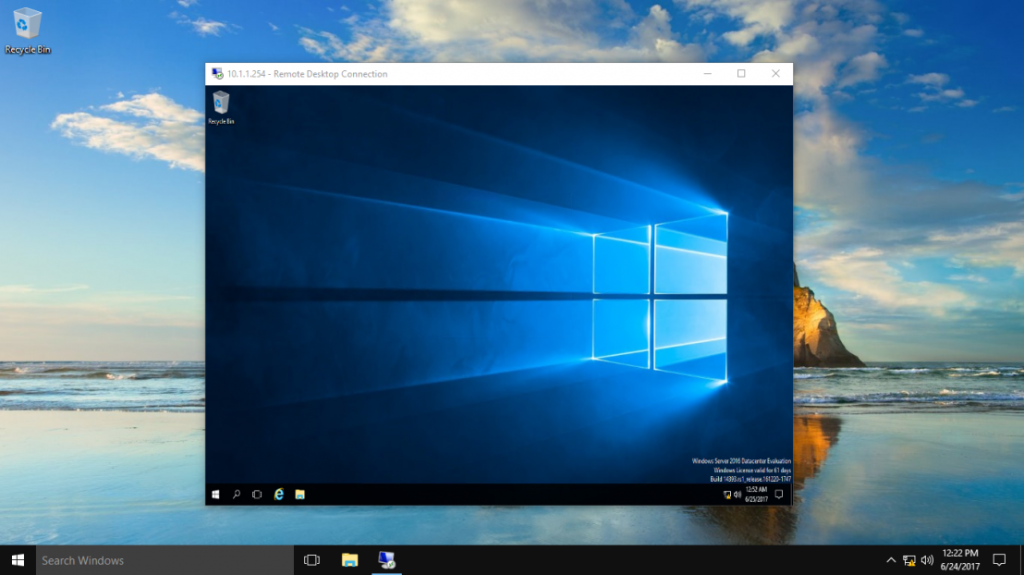 Recycle Bin
10.1.1.254 - Remote Desktop Connection
Recycle Bin
Windows Server 2016 Datacenter Evaluation
Windows License valid for 61 days
Build 14393.rs1_release.161220-1747
12:52 AM
6/25/2017
Search Windows
12:22 PM
6/24/2017